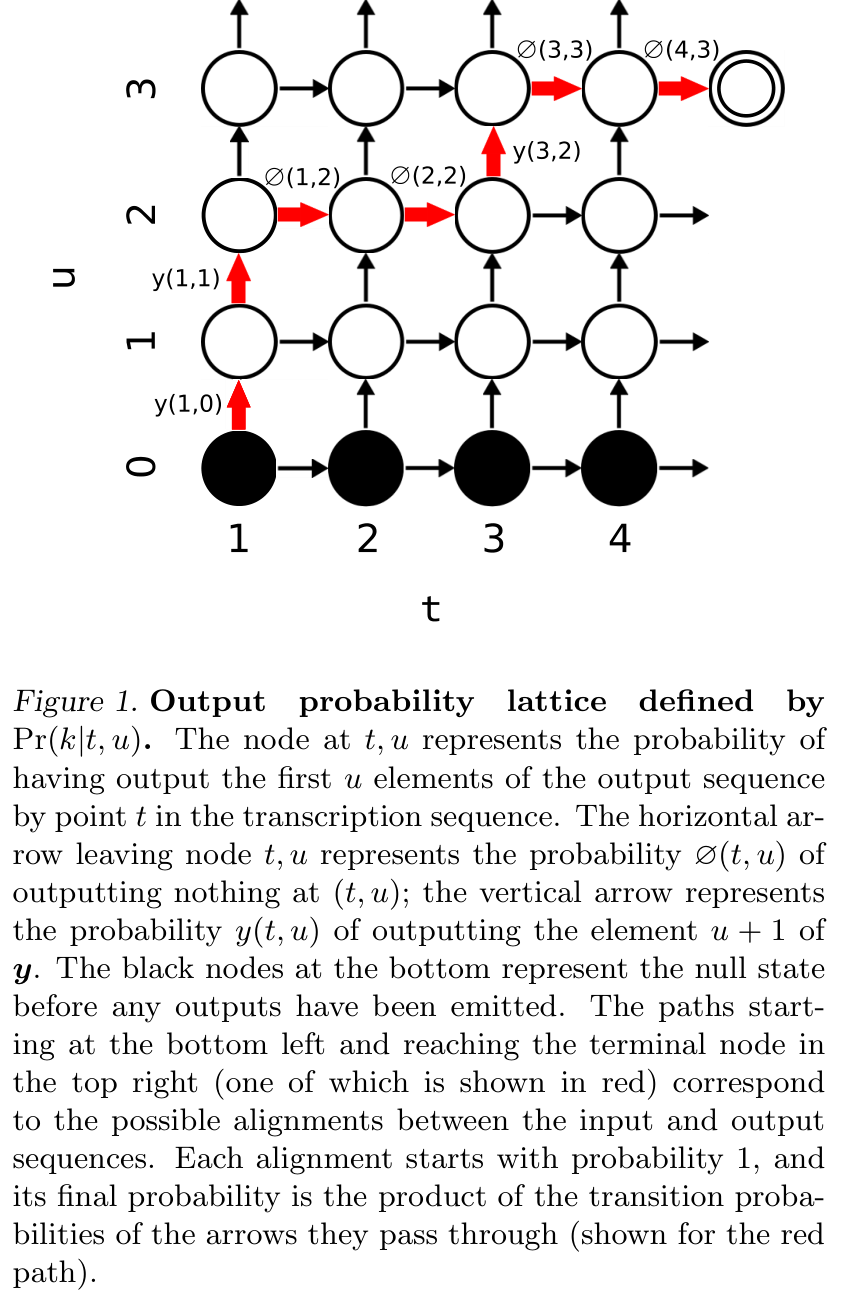 ∅(3,3) ∅(4,3)
3
y(3,2)
∅(1,2) ∅(2,2)
2
u
y(1,1)
1
y(1,0)
0
1 2 3 4
t
Figure 1. Output probability lattice defined by
Pr(k|t, u). The node at t, u represents the probability of
having output the first u elements of the output sequence
by point t in the transcription sequence. The horizontal ar-
row leaving node t, u represents the probability ∅(t, u) of
outputting nothing at (t, u); the vertical arrow represents
the probability y(t, u) of outputting the element u + 1 of
y. The black nodes at the bottom represent the null state
before any outputs have been emitted. The paths start-
ing at the bottom left and reaching the terminal node in
the top right (one of which is shown in red) correspond
to the possible alignments between the input and output
sequences. Each alignment starts with probability 1, and
its final probability is the product of the transition proba-
bilities of the arrows they pass through (shown for the red
path).